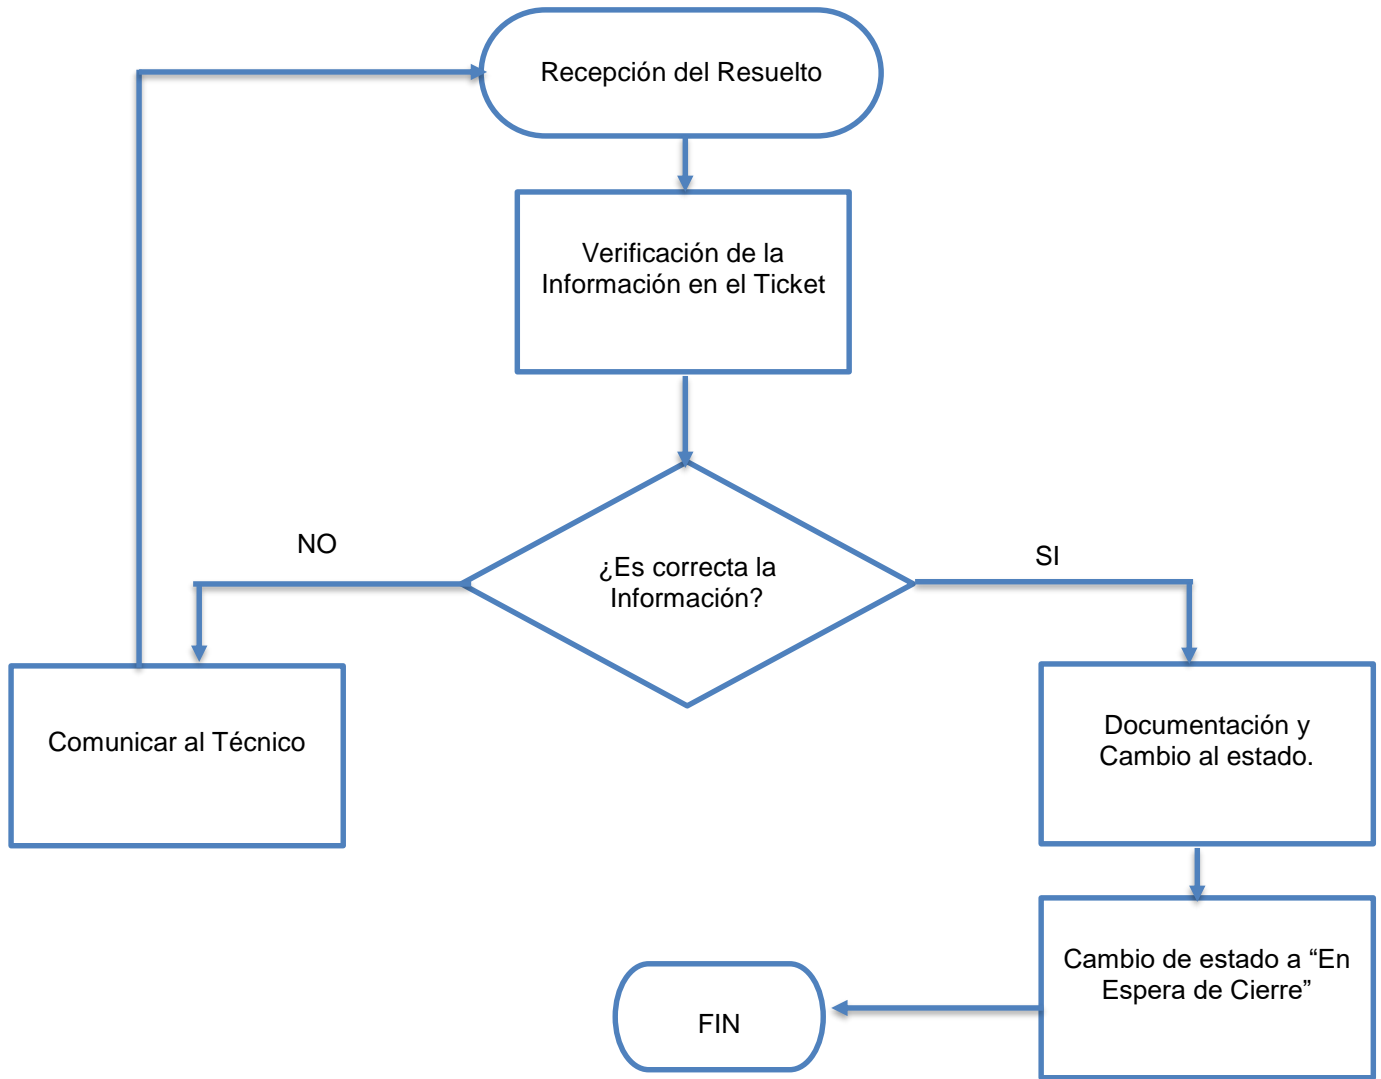 Recepción del Resuelto
Verificación de la
Información en el Ticket
NO
¿Es correcta la
Información?
SI
Comunicar al Técnico
Documentación y
Cambio al estado.
Cambio de estado a “En
Espera de Cierre”
FIN